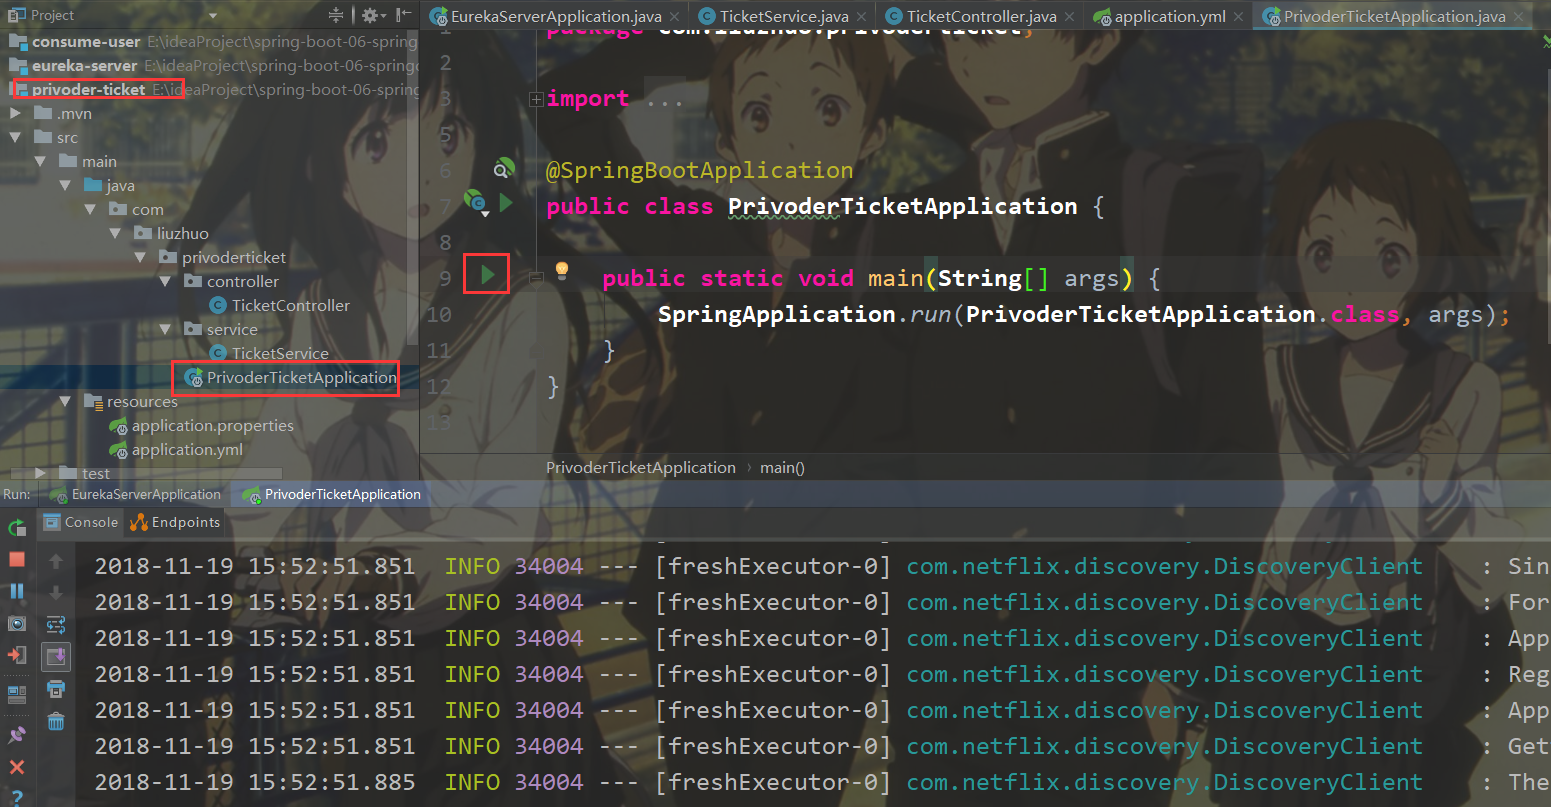 Project
consume-user E:\ideaProject\spring-boot-06-spring
eureka-server E:\ideaProject\spring-boot-06-springc
privoder-ticket E:\ideaProject\spring-boot-06-spring
.mvn
src
main
java
com
liuzhuo
privoderticket
controller
TicketController
service
TicketService
PrivoderTicketApplication
resources
application.properties
application.yml
test
EurekaServerApplication.java TicketService.java TicketController.java application.yml PrivoderTicketApplication.java
1 package com.liuzhuo.privoderticket;
2
3 import ...
5
6 @SpringBootApplication
7 public class PrivoderTicketApplication {
8
9 public static void main(String[] args) {
10 SpringApplication.run(PrivoderTicketApplication.class, args);
11 }
12 }
13
PrivoderTicketApplication › main()
Run: EurekaServerApplication PrivoderTicketApplication
Console Endpoints
2018-11-19 15:52:51.851 INFO 34004 --- [freshExecutor-0] com.netflix.discovery.DiscoveryClient : Sin
2018-11-19 15:52:51.851 INFO 34004 --- [freshExecutor-0] com.netflix.discovery.DiscoveryClient : For
2018-11-19 15:52:51.851 INFO 34004 --- [freshExecutor-0] com.netflix.discovery.DiscoveryClient : App
2018-11-19 15:52:51.851 INFO 34004 --- [freshExecutor-0] com.netflix.discovery.DiscoveryClient : Reg
2018-11-19 15:52:51.851 INFO 34004 --- [freshExecutor-0] com.netflix.discovery.DiscoveryClient : App
2018-11-19 15:52:51.851 INFO 34004 --- [freshExecutor-0] com.netflix.discovery.DiscoveryClient : Get
2018-11-19 15:52:51.885 INFO 34004 --- [freshExecutor-0] com.netflix.discovery.DiscoveryClient : The